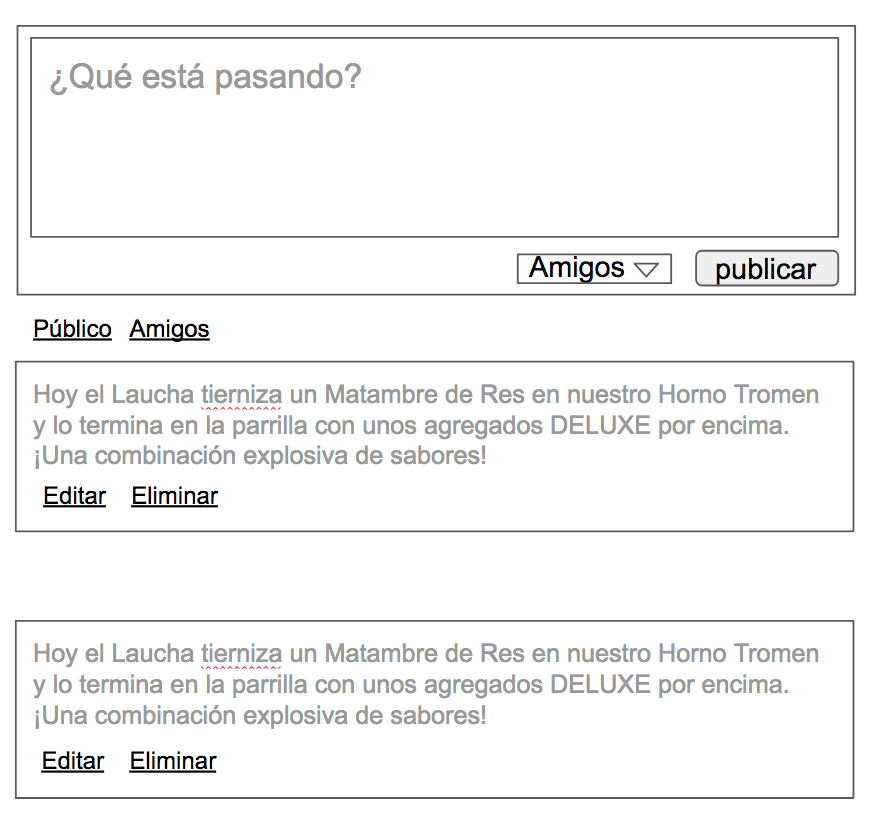 ¿Qué está pasando?
Amigos
publicar
Público Amigos
Hoy el Laucha tierniza un Matambre de Res en nuestro Horno Tromen
y lo termina en la parrilla con unos agregados DELUXE por encima.
¡Una combinación explosiva de sabores!
Editar Eliminar
Hoy el Laucha tierniza un Matambre de Res en nuestro Horno Tromen
y lo termina en la parrilla con unos agregados DELUXE por encima.
¡Una combinación explosiva de sabores!
Editar Eliminar